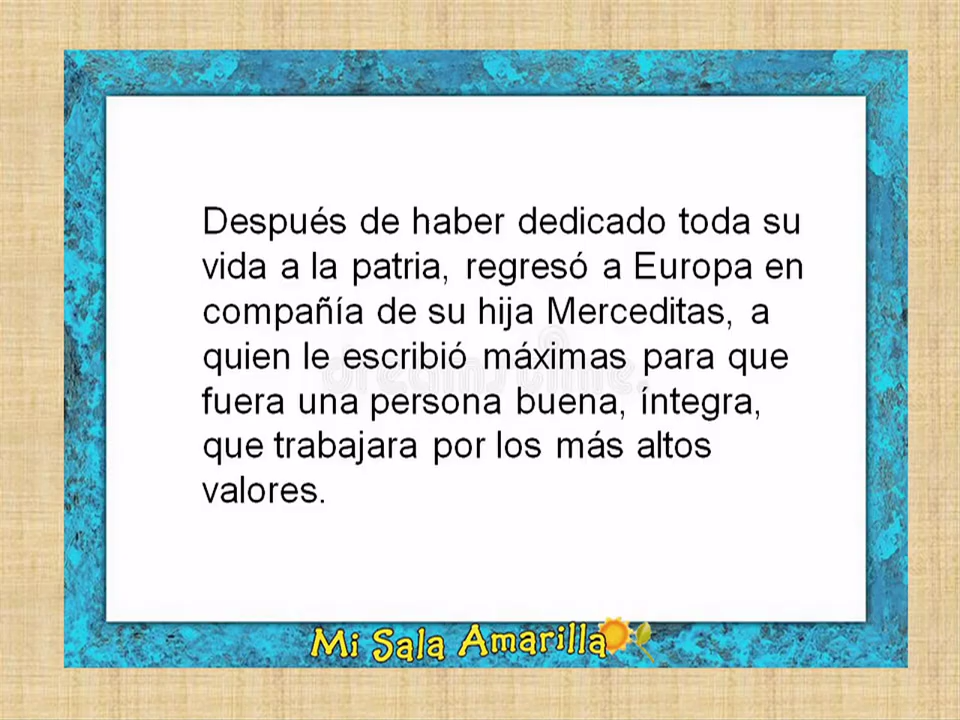 Después de haber dedicado toda su
vida a la patria, regresó a Europa en
compañía de su hija Merceditas, a
quien le escribió máximas para que
fuera una persona buena, íntegra,
que trabajara por los más altos
valores.
dreamstime.
Mi Sala Amarilla